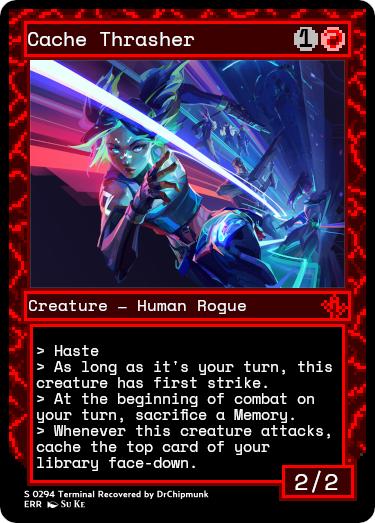 Cache Thrasher
1
Creature — Human Rogue
> Haste
> As long as it's your turn, this
creature has first strike.
> At the beginning of combat on
your turn, sacrifice a Memory.
> Whenever this creature attacks,
cache the top card of your
library face-down.
2/2
S 0294 Terminal Recovered by DrChipmunk
ERR Su Ke